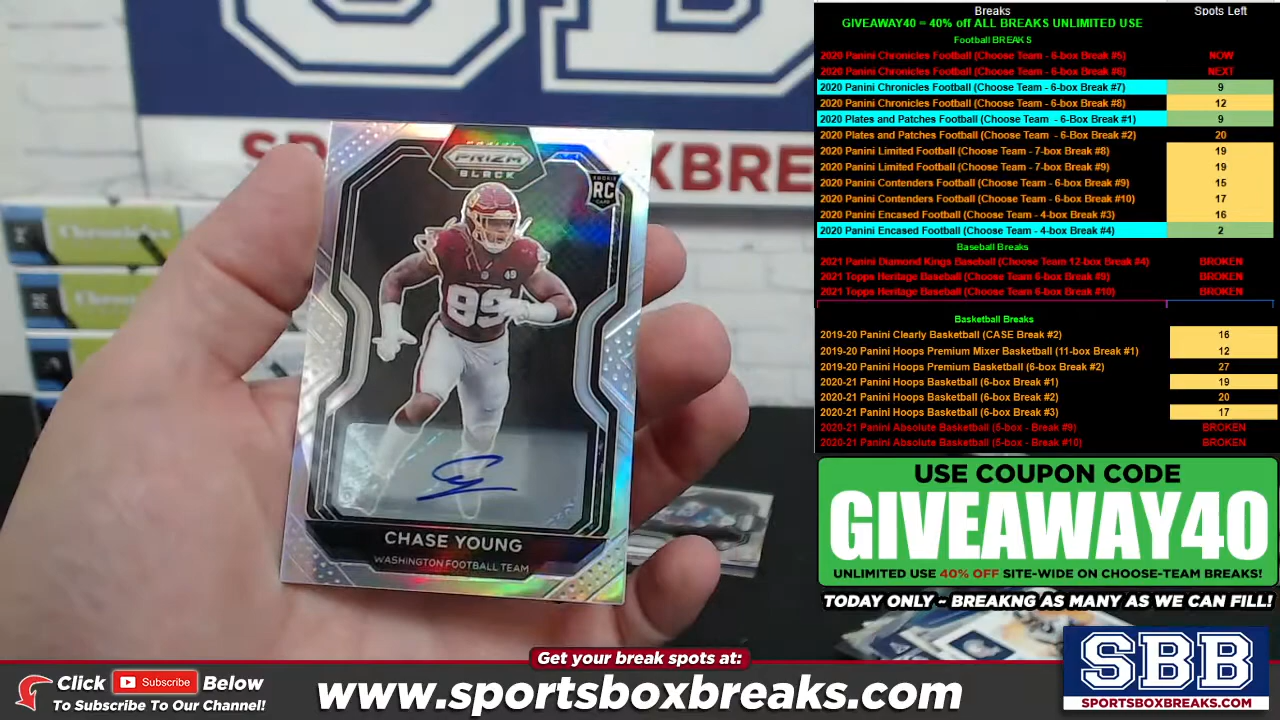 SPORTS
BRE
PANINI
PRIZM
BLACK
ROOKIE
RC
CARD
49
99
CHASE YOUNG
WASHINGTON FOOTBALL TEAM
Breaks Spots Left
GIVEAWAY40 = 40% off ALL BREAKS UNLIMITED USE
Football BREAKS
2020 Panini Chronicles Football (Choose Team - 6-box Break #5) NOW
2020 Panini Chronicles Football (Choose Team - 6-box Break #6) NEXT
2020 Panini Chronicles Football (Choose Team - 6-box Break #7) 9
2020 Panini Chronicles Football (Choose Team - 6-box Break #8) 12
2020 Plates and Patches Football (Choose Team - 6-Box Break #1) 9
2020 Plates and Patches Football (Choose Team - 6-Box Break #2) 20
2020 Panini Limited Football (Choose Team - 7-box Break #8) 19
2020 Panini Limited Football (Choose Team - 7-box Break #9) 19
2020 Panini Contenders Football (Choose Team - 6-box Break #9) 15
2020 Panini Contenders Football (Choose Team - 6-box Break #10) 17
2020 Panini Encased Football (Choose Team - 4-box Break #3) 16
2020 Panini Encased Football (Choose Team - 4-box Break #4) 2
Baseball Breaks
2021 Panini Diamond Kings Baseball (Choose Team 12-box Break #4) BROKEN
2021 Topps Heritage Baseball (Choose Team 6-box Break #9) BROKEN
2021 Topps Heritage Baseball (Choose Team 6-box Break #10) BROKEN
Basketball Breaks
2019-20 Panini Clearly Basketball (CASE Break #2) 16
2019-20 Panini Hoops Premium Mixer Basketball (11-box Break #1) 12
2019-20 Panini Hoops Premium Basketball (6-box Break #2) 27
2020-21 Panini Hoops Basketball (6-box Break #1) 19
2020-21 Panini Hoops Basketball (6-box Break #2) 20
2020-21 Panini Hoops Basketball (6-box Break #3) 17
2020-21 Panini Absolute Basketball (5-box - Break #9) BROKEN
2020-21 Panini Absolute Basketball (5-box - Break #10) BROKEN
USE COUPON CODE
GIVEAWAY40
UNLIMITED USE 40% OFF SITE-WIDE ON CHOOSE-TEAM BREAKS!
TODAY ONLY ~ BREAKNG AS MANY AS WE CAN FILL!
Get your break spots at:
Click Subscribe Below
To Subscribe To Our Channel!
www.sportsboxbreaks.com
SBB
SPORTSBOXBREAKS.COM